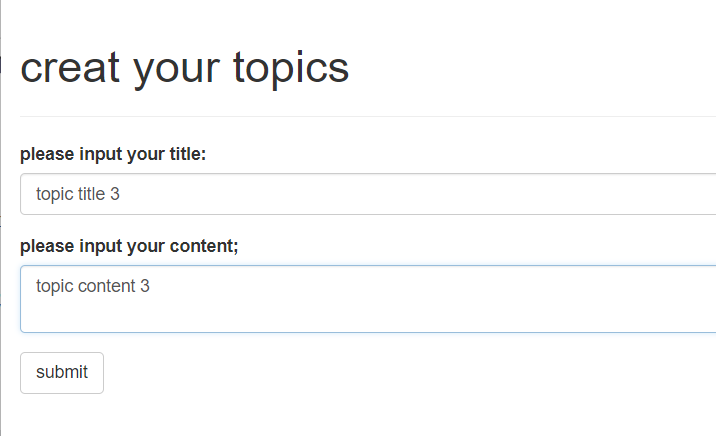 creat your topics
please input your title:
topic title 3
please input your content;
topic content 3
submit